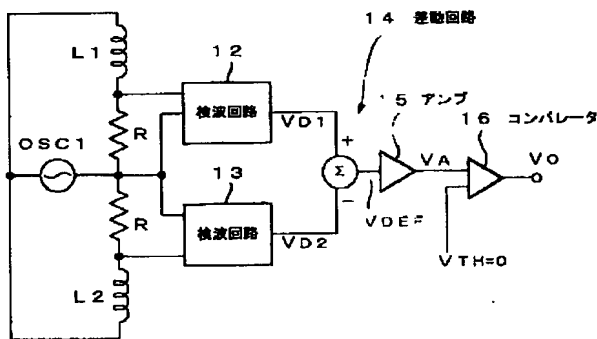 14 差動回路
L1
12
検波回路
15 アンプ
16 コンパレータ
VD1
R
OSC1
+
Σ
VA
VO
13
−
VDEF
R
検波回路
VD2
VTH=0
L2